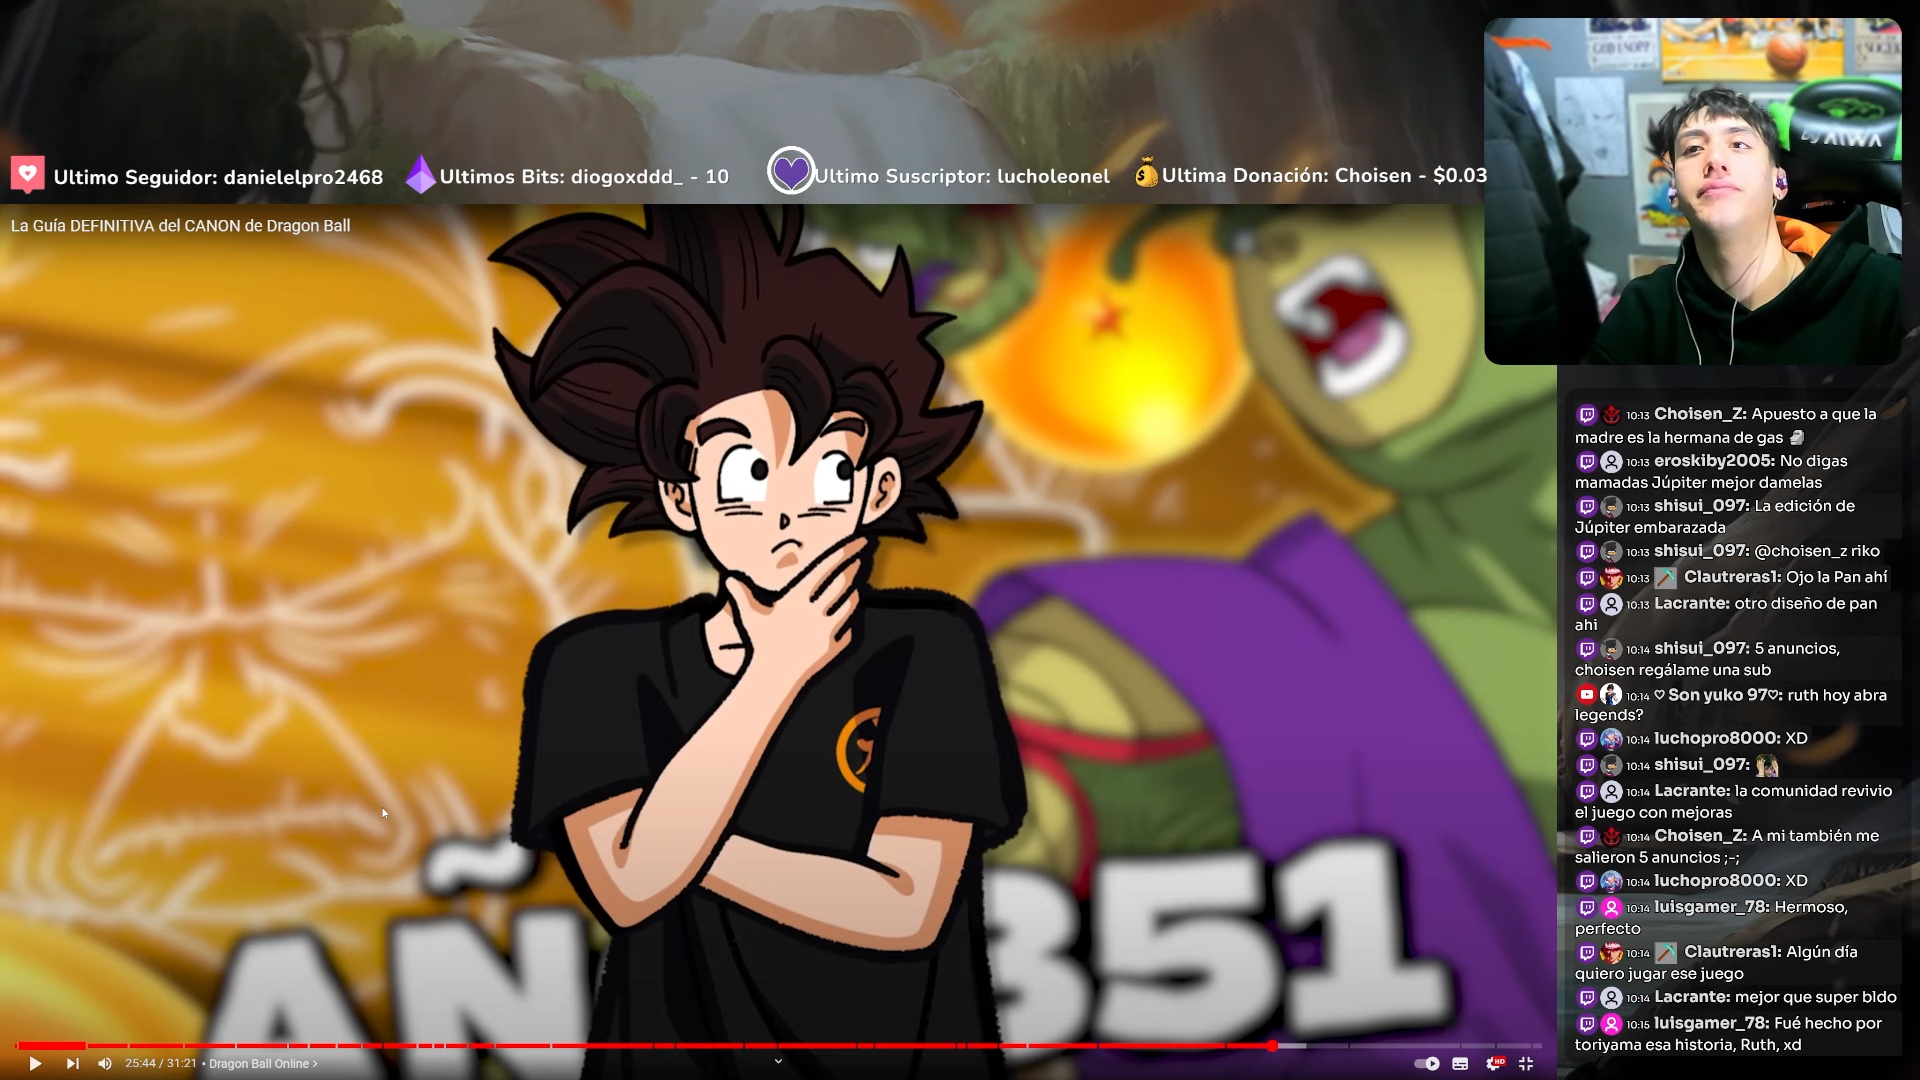 GOD USOPP
by AIWA
Ultimo Seguidor: danielelpro2468
Ultimos Bits: diogoxddd_ - 10
Ultimo Suscriptor: lucholeonel
Ultima Donación: Choisen - $0.03
La Guía DEFINITIVA del CANON de Dragon Ball
AÑ 351
10:13 Choisen_Z: Apuesto a que la
madre es la hermana de gas 🗿
10:13 eroskiby2005: No digas
mamadas Júpiter mejor damelas
10:13 shisui_097: La edición de
Júpiter embarazada
10:13 shisui_097: @choisen_z riko
10:13 Clautreras1: Ojo la Pan ahí
10:13 Lacrante: otro diseño de pan
ahi
10:14 shisui_097: 5 anuncios,
choisen regálame una sub
10:14 ♡ Son yuko 97♡: ruth hoy abra
legends?
10:14 luchopro8000: XD
10:14 shisui_097:
10:14 Lacrante: la comunidad revivio
el juego con mejoras
10:14 Choisen_Z: A mi también me
salieron 5 anuncios ;-;
10:14 luchopro8000: XD
10:14 luisgamer_78: Hermoso,
perfecto
10:14 Clautreras1: Algún día
quiero jugar ese juego
10:14 Lacrante: mejor que super bldo
10:15 luisgamer_78: Fué hecho por
toriyama esa historia, Ruth, xd
25:44 / 31:21 • Dragon Ball Online >
HD